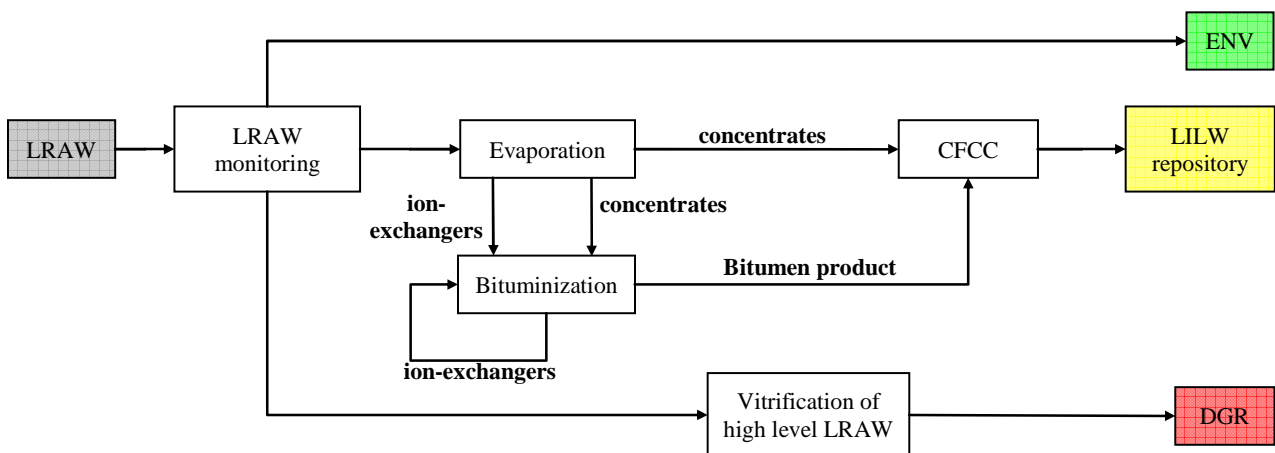 ENV
LRAW
LRAW
monitoring
Evaporation
concentrates
CFCC
LILW
repository
ion-
exchangers
concentrates
Bituminization
Bitumen product
ion-exchangers
Vitrification of
high level LRAW
DGR